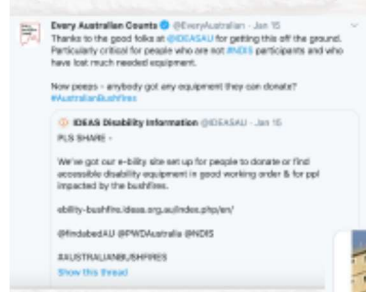 Every Australian Counts @EveryAustralian · Jan 15
Thanks to the good folks at @IDEASAU for getting this off the ground.
Particularly critical for people who are not #NDIS participants and who
have lost much needed equipment.
Now peeps - anybody got any equipment they can donate?
#AustralianBushfires
IDEAS Disability Information @IDEASAU · Jan 15
PLS SHARE -
We've got our e-bility site set up for people to donate or find
accessible disability equipment in good working order & for ppl
impacted by the bushfires.
ebility-bushfire.ideas.org.au/index.php/en/
@findabedAU @PWDAustralia @NDIS
#AUSTRALIANBUSHFIRES
Show this thread